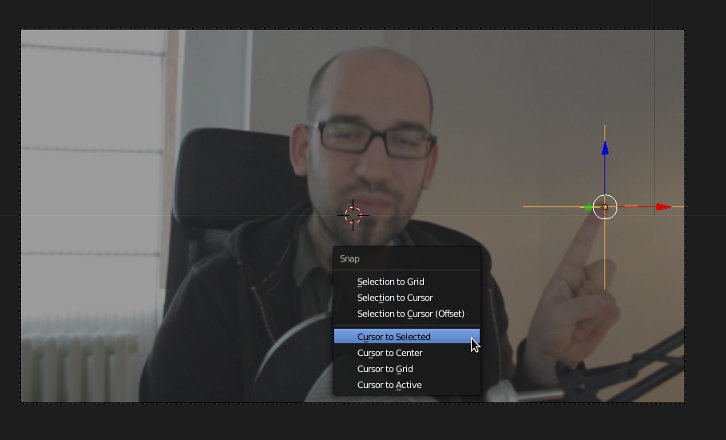 Snap
Selection to Grid
Selection to Cursor
Selection to Cursor (Offset)
Cursor to Selected
Cursor to Center
Cursor to Grid
Cursor to Active